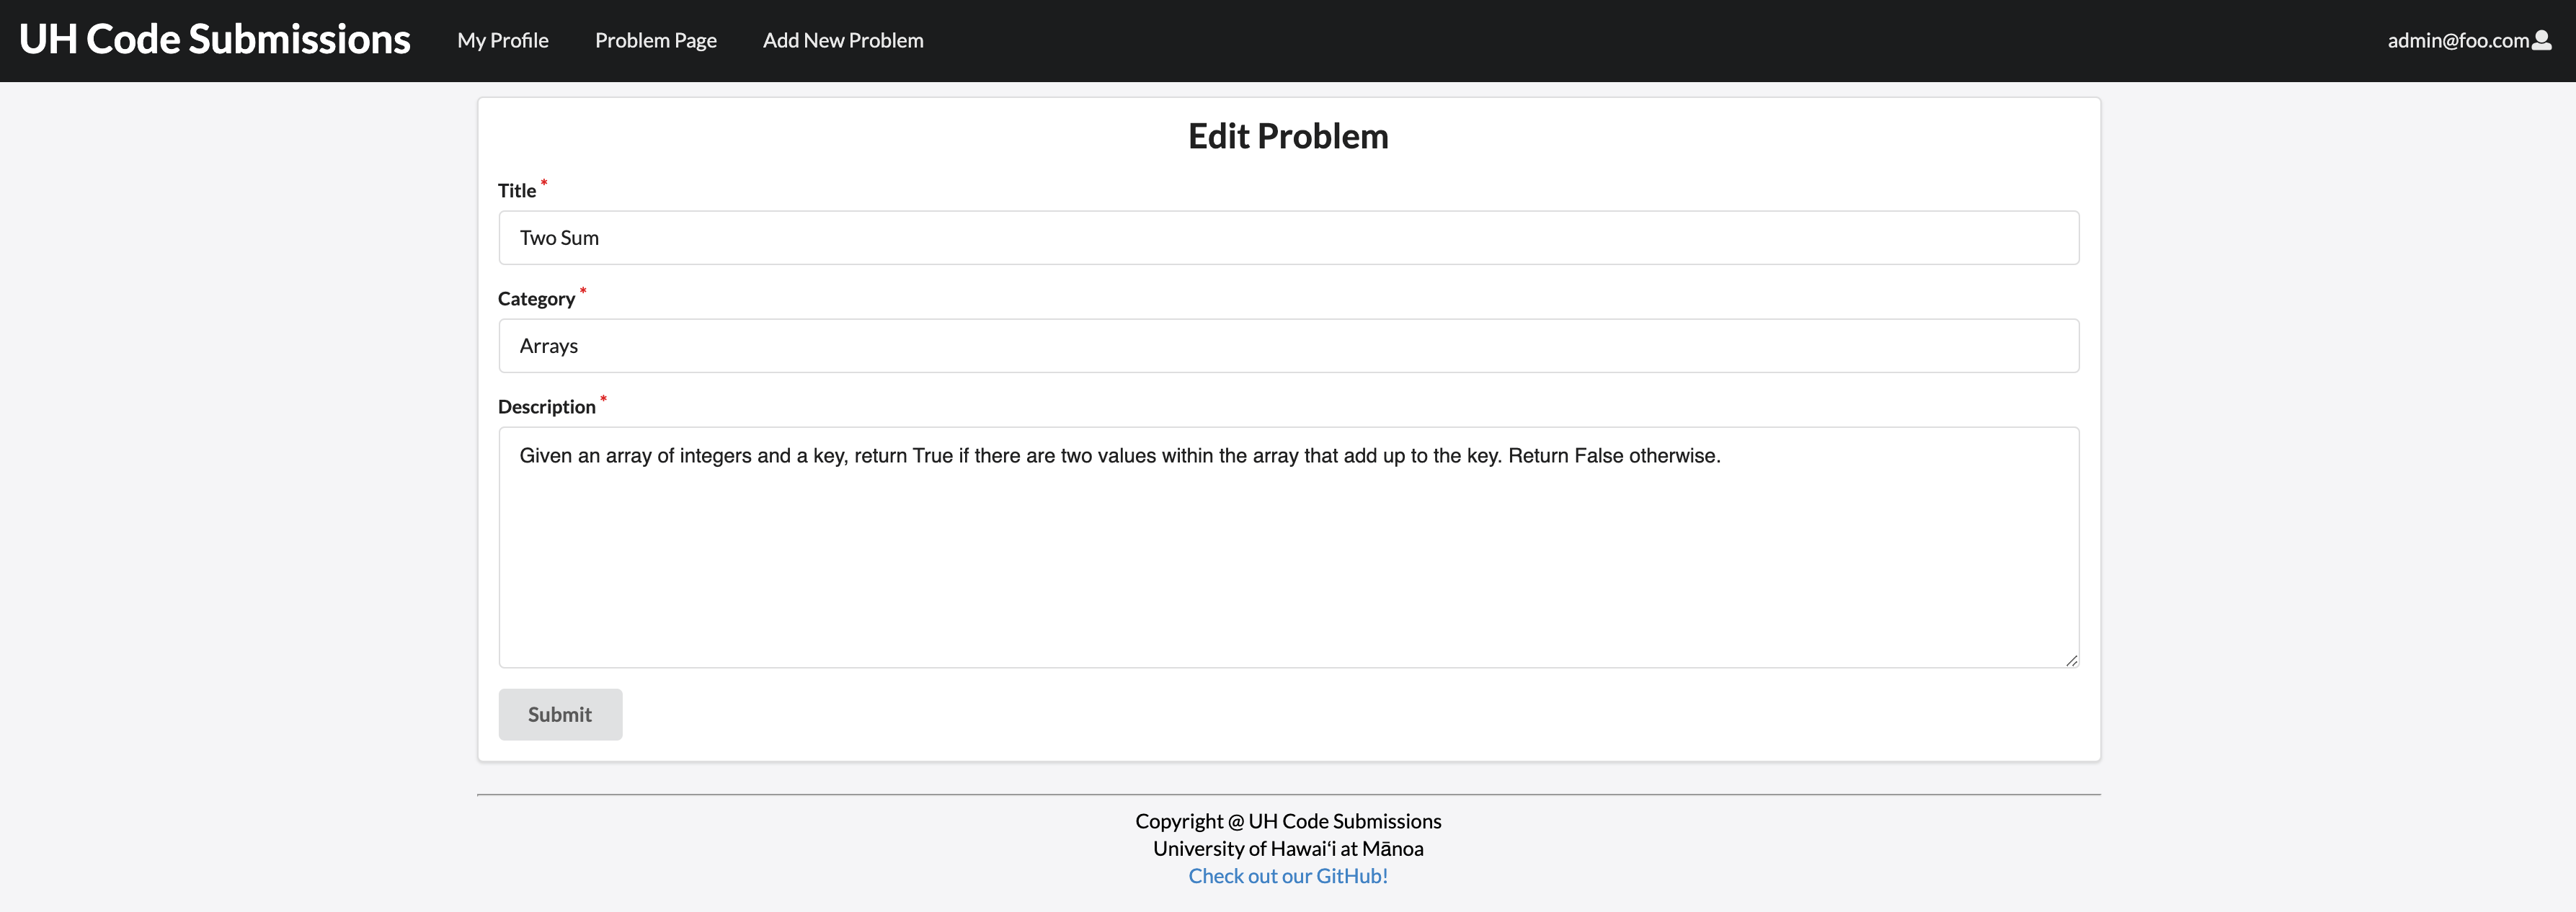 UH Code Submissions My Profile Problem Page Add New Problem admin@foo.com
Edit Problem
Title *
Two Sum
Category *
Arrays
Description *
Given an array of integers and a key, return True if there are two values within the array that add up to the key. Return False otherwise.
Submit
Copyright @ UH Code Submissions
University of Hawaiʻi at Mānoa
Check out our GitHub!